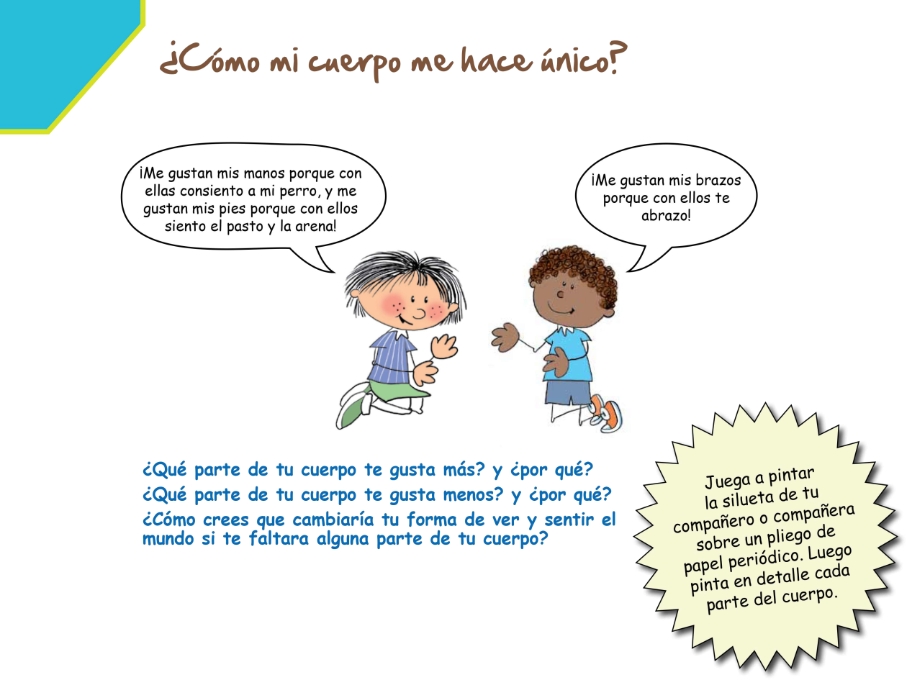 ¿Cómo mi cuerpo me hace único?
¡Me gustan mis manos porque con
ellas consiento a mi perro, y me
gustan mis pies porque con ellos
siento el pasto y la arena!
¡Me gustan mis brazos
porque con ellos te
abrazo!
¿Qué parte de tu cuerpo te gusta más? y ¿por qué?
¿Qué parte de tu cuerpo te gusta menos? y ¿por qué?
¿Cómo crees que cambiaría tu forma de ver y sentir el
mundo si te faltara alguna parte de tu cuerpo?
Juega a pintar
la silueta de tu
compañero o compañera
sobre un pliego de
papel periódico. Luego
pinta en detalle cada
parte del cuerpo.